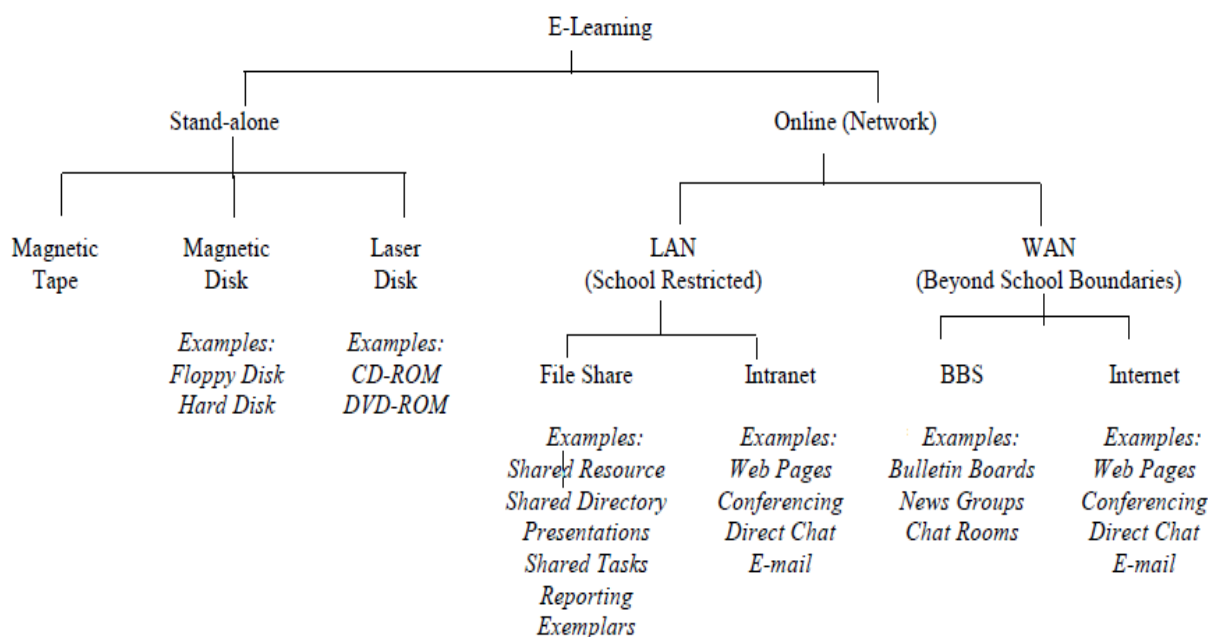 E-Learning
Stand-alone
Online (Network)
Magnetic
Tape
Magnetic
Disk
Examples:
Floppy Disk
Hard Disk
Laser
Disk
Examples:
CD-ROM
DVD-ROM
LAN
(School Restricted)
WAN
(Beyond School Boundaries)
File Share
Examples:
Shared Resource
Shared Directory
Presentations
Shared Tasks
Reporting
Exemplars
Intranet
Examples:
Web Pages
Conferencing
Direct Chat
E-mail
BBS
Examples:
Bulletin Boards
News Groups
Chat Rooms
Internet
Examples:
Web Pages
Conferencing
Direct Chat
E-mail